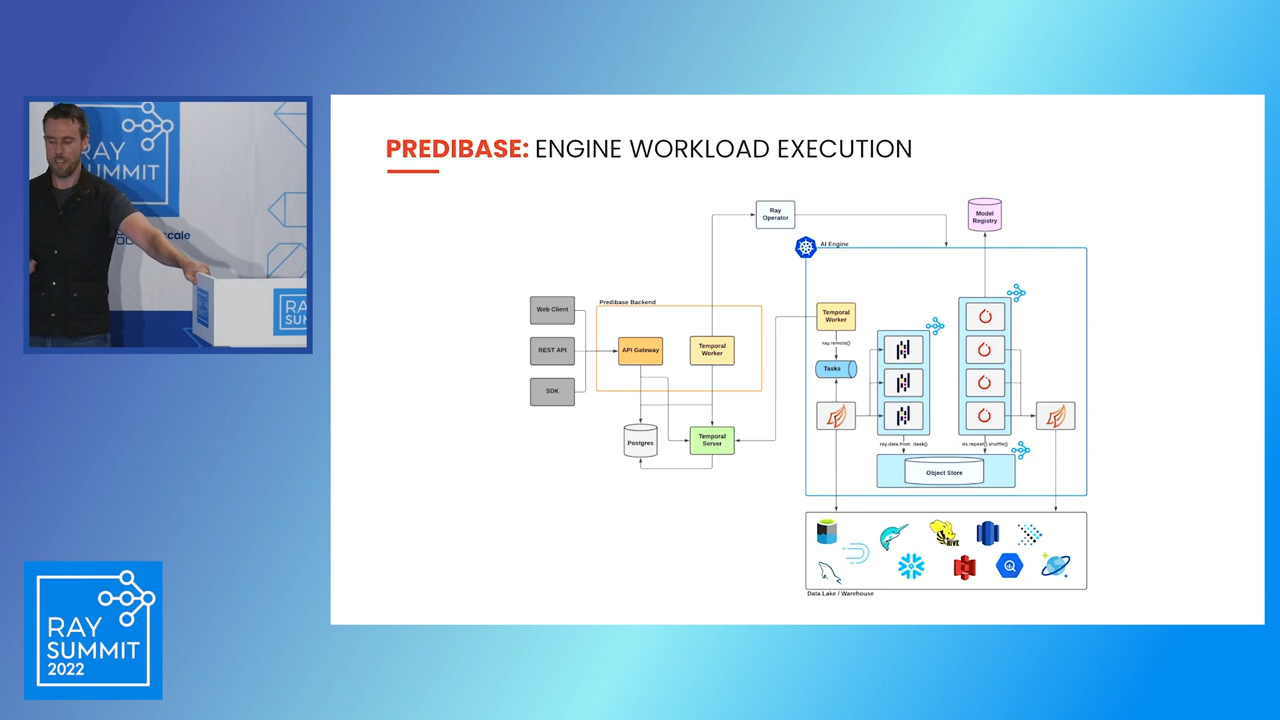 RAY
SUMMIT
scale
SU
RAY
SUMMIT
2022
PREDIBASE: ENGINE WORKLOAD EXECUTION
Ray
Operator
Model
Registry
AI Engine
Predibase Backend
Web Client
REST API
SDK
API Gateway
Temporal
Worker
Postgres
Temporal
Server
Temporal
Worker
ray.remote()
Tasks
ray.data.from_dask()
ds.repeat().shuffle()
Object Store
HIVE
Data Lake / Warehouse